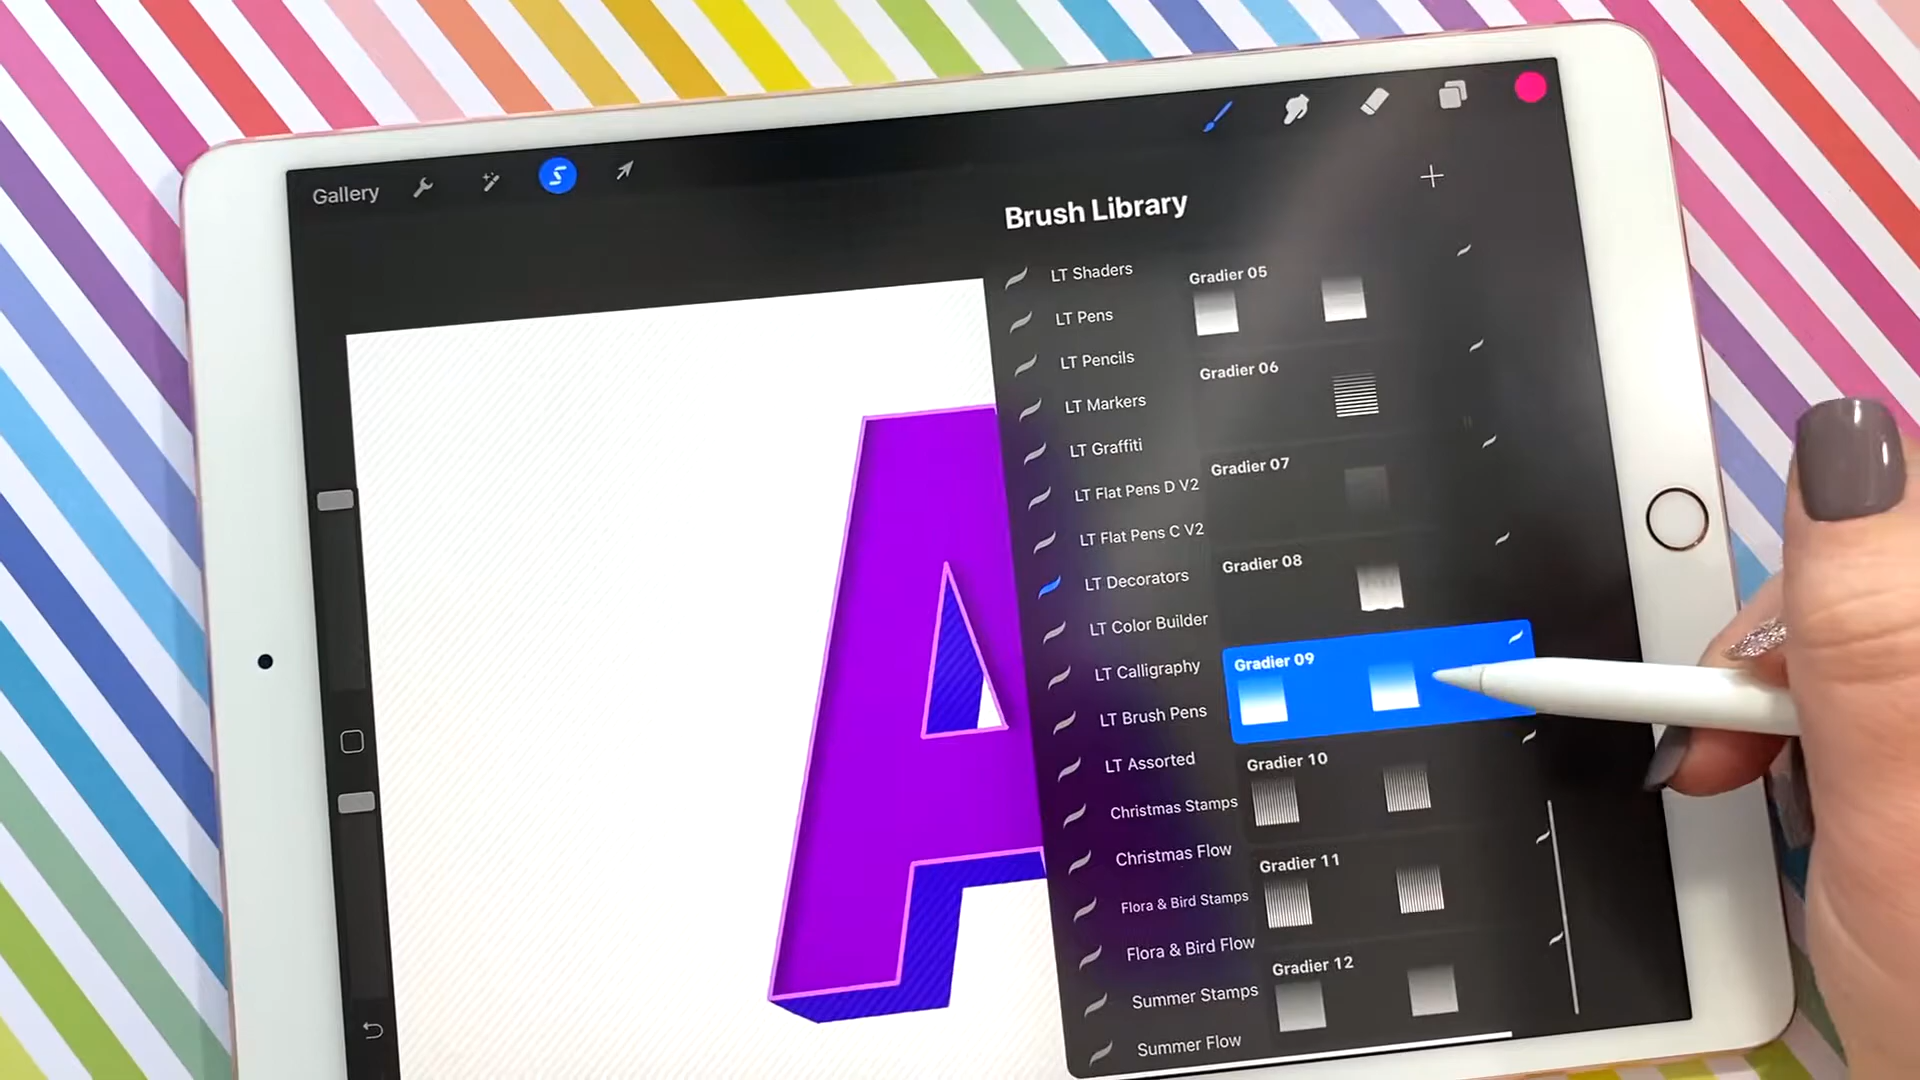 Gallery
Brush Library
LT Shaders
LT Pens
LT Pencils
LT Markers
LT Graffiti
LT Flat Pens D V2
LT Flat Pens C V2
LT Decorators
LT Color Builder
LT Calligraphy
LT Brush Pens
LT Assorted
Christmas Stamps
Christmas Flow
Flora & Bird Stamps
Flora & Bird Flow
Summer Stamps
Summer Flow
Gradier 05
Gradier 06
Gradier 07
Gradier 08
Gradier 09
Gradier 10
Gradier 11
Gradier 12
A